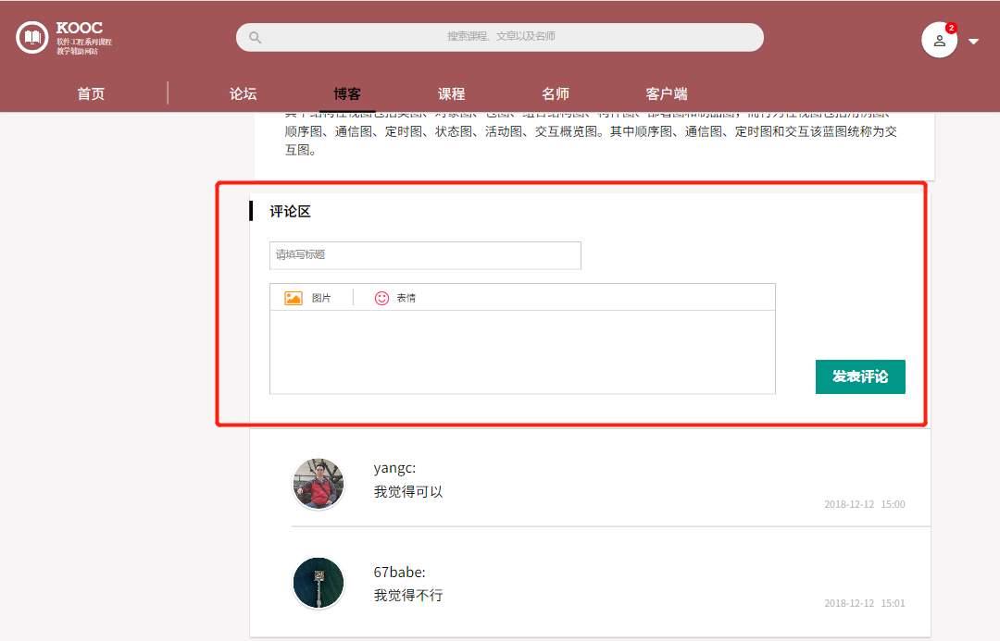 KOOC
软件工程系列课程
教学辅助网站
搜索课程、文章以及名师
2
首页
论坛
博客
课程
名师
客户端
顺序图、通信图、定时图、状态图、活动图、交互概览图。其中顺序图、通信图、定时图和交互该蓝图统称为交
互图。
评论区
请填写标题
图片
表情
发表评论
yangc:
我觉得可以
2018-12-12 15:00
67babe:
我觉得不行
2018-12-12 15:01